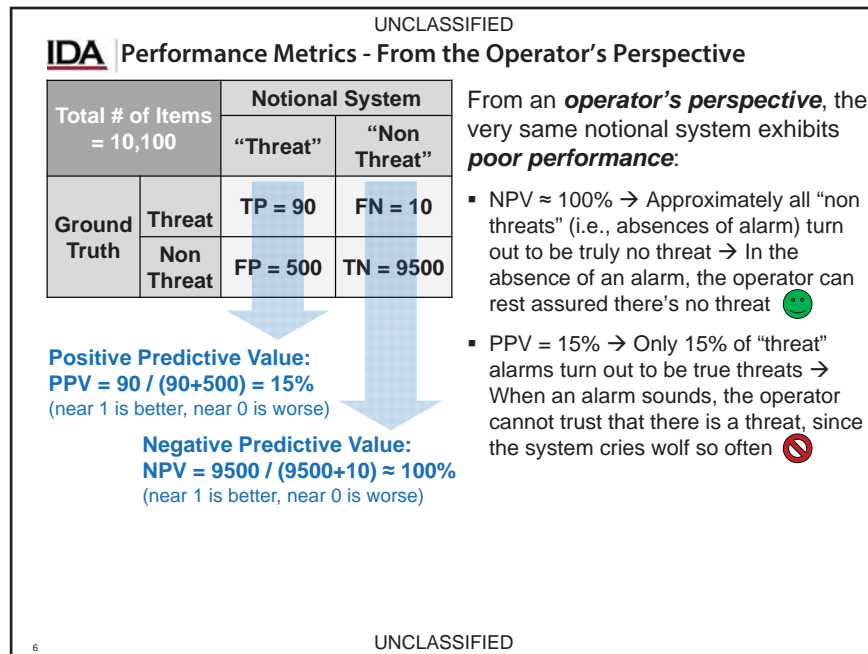 UNCLASSIFIED
IDA Performance Metrics - From the Operator's Perspective
Total # of Items
= 10,100
Notional System
"Threat"
"Non
Threat"
Ground
Truth
Threat
TP = 90
FN = 10
Non
Threat
FP = 500
TN = 9500
Positive Predictive Value:
PPV = 90 / (90+500) = 15%
(near 1 is better, near 0 is worse)
Negative Predictive Value:
NPV = 9500 / (9500+10) ≈ 100%
(near 1 is better, near 0 is worse)
From an operator's perspective, the
very same notional system exhibits
poor performance:
▪ NPV ≈ 100% → Approximately all "non
threats" (i.e., absences of alarm) turn
out to be truly no threat → In the
absence of an alarm, the operator can
rest assured there's no threat
▪ PPV = 15% → Only 15% of "threat"
alarms turn out to be true threats →
When an alarm sounds, the operator
cannot trust that there is a threat, since
the system cries wolf so often
6
UNCLASSIFIED